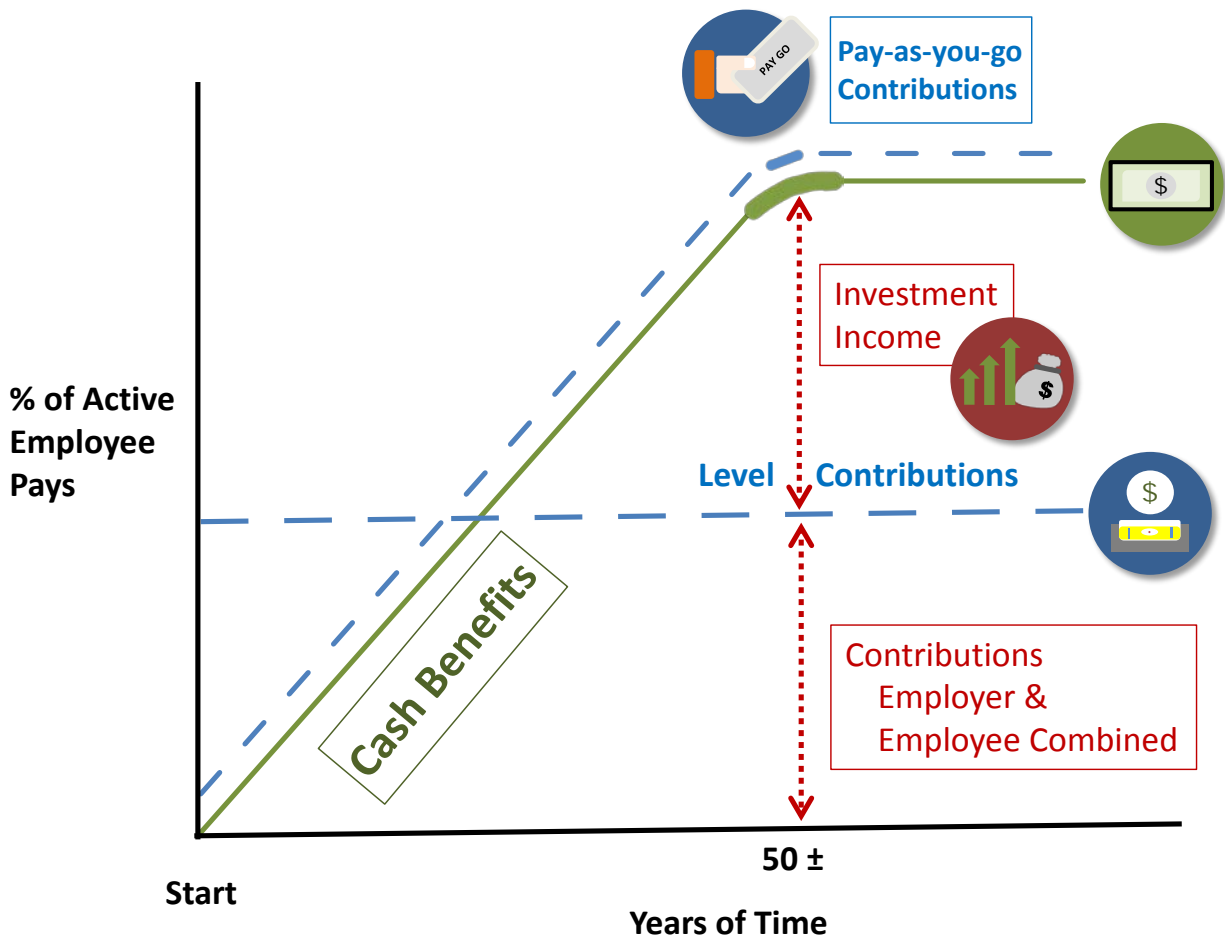 PAY GO
Pay-as-you-go
Contributions
$
Investment
Income
$
% of Active
Employee
Pays
Level Contributions
$
Cash Benefits
Contributions
Employer &
Employee Combined
50 ±
Start
Years of Time